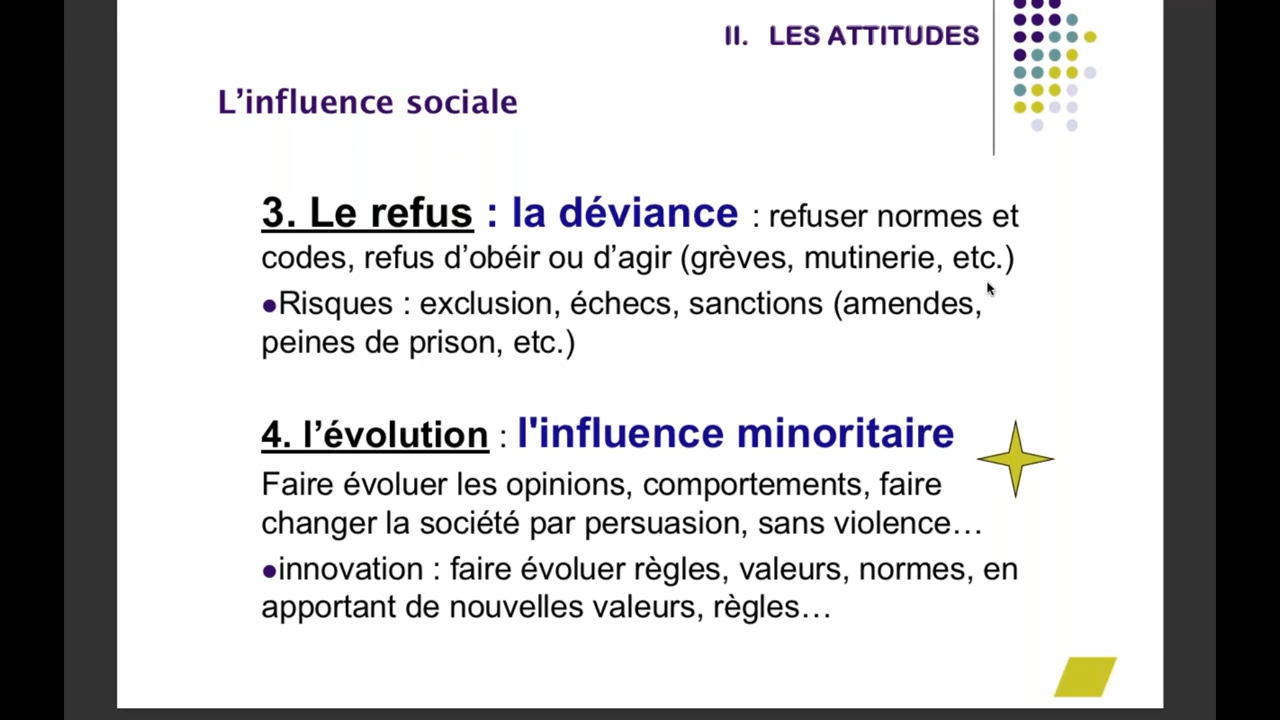 II. LES ATTITUDES
L’influence sociale
3. Le refus : la déviance : refuser normes et
codes, refus d’obéir ou d’agir (grèves, mutinerie, etc.)
●Risques : exclusion, échecs, sanctions (amendes,
peines de prison, etc.)
4. l’évolution : l'influence minoritaire
Faire évoluer les opinions, comportements, faire
changer la société par persuasion, sans violence…
●innovation : faire évoluer règles, valeurs, normes, en
apportant de nouvelles valeurs, règles…